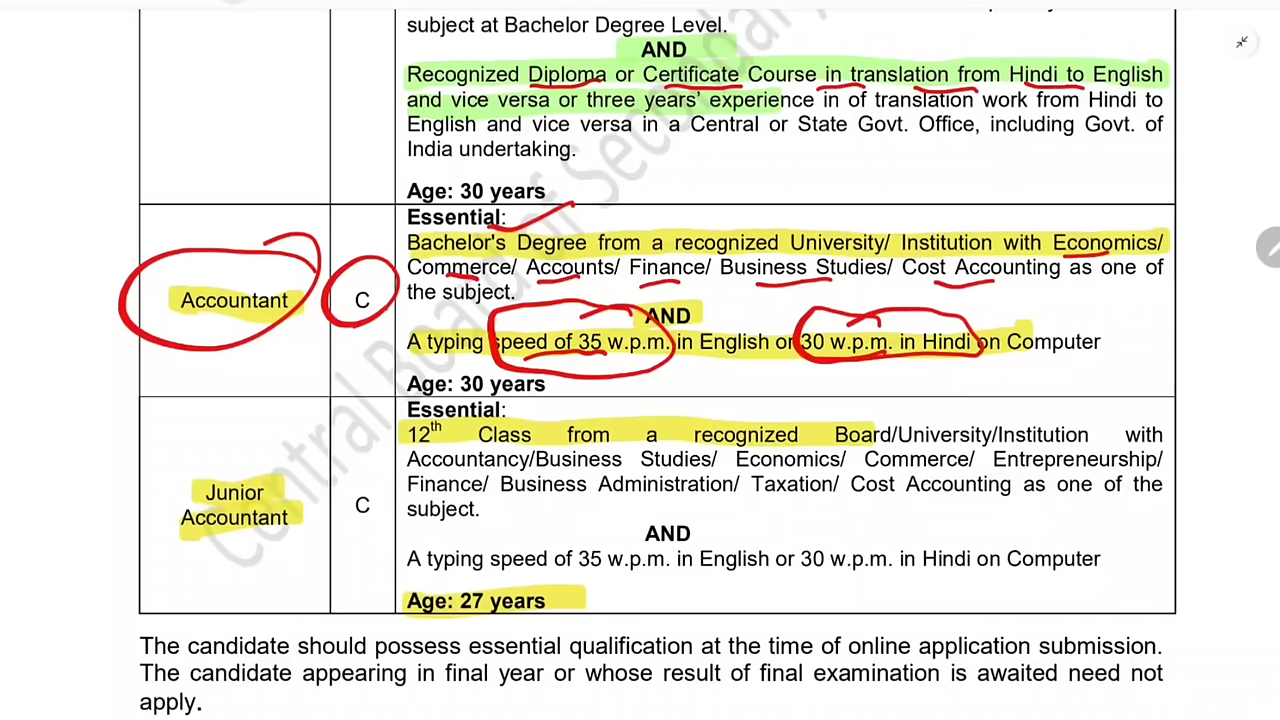 subject at Bachelor Degree Level.
AND
Recognized Diploma or Certificate Course in translation from Hindi to English
and vice versa or three years' experience in of translation work from Hindi to
English and vice versa in a Central or State Govt. Office, including Govt. of
India undertaking.
Age: 30 years
Accountant
C
Essential:
Bachelor's Degree from a recognized University/ Institution with Economics/
Commerce/ Accounts/ Finance/ Business Studies/ Cost Accounting as one of
the subject.
AND
A typing speed of 35 w.p.m. in English or 30 w.p.m. in Hindi on Computer
Age: 30 years
Junior
Accountant
C
Essential:
12th Class from a recognized Board/University/Institution with
Accountancy/Business Studies/ Economics/ Commerce/ Entrepreneurship/
Finance/ Business Administration/ Taxation/ Cost Accounting as one of the
subject.
AND
A typing speed of 35 w.p.m. in English or 30 w.p.m. in Hindi on Computer
Age: 27 years
The candidate should possess essential qualification at the time of online application submission.
The candidate appearing in final year or whose result of final examination is awaited need not
apply.
Central Board of Secondary